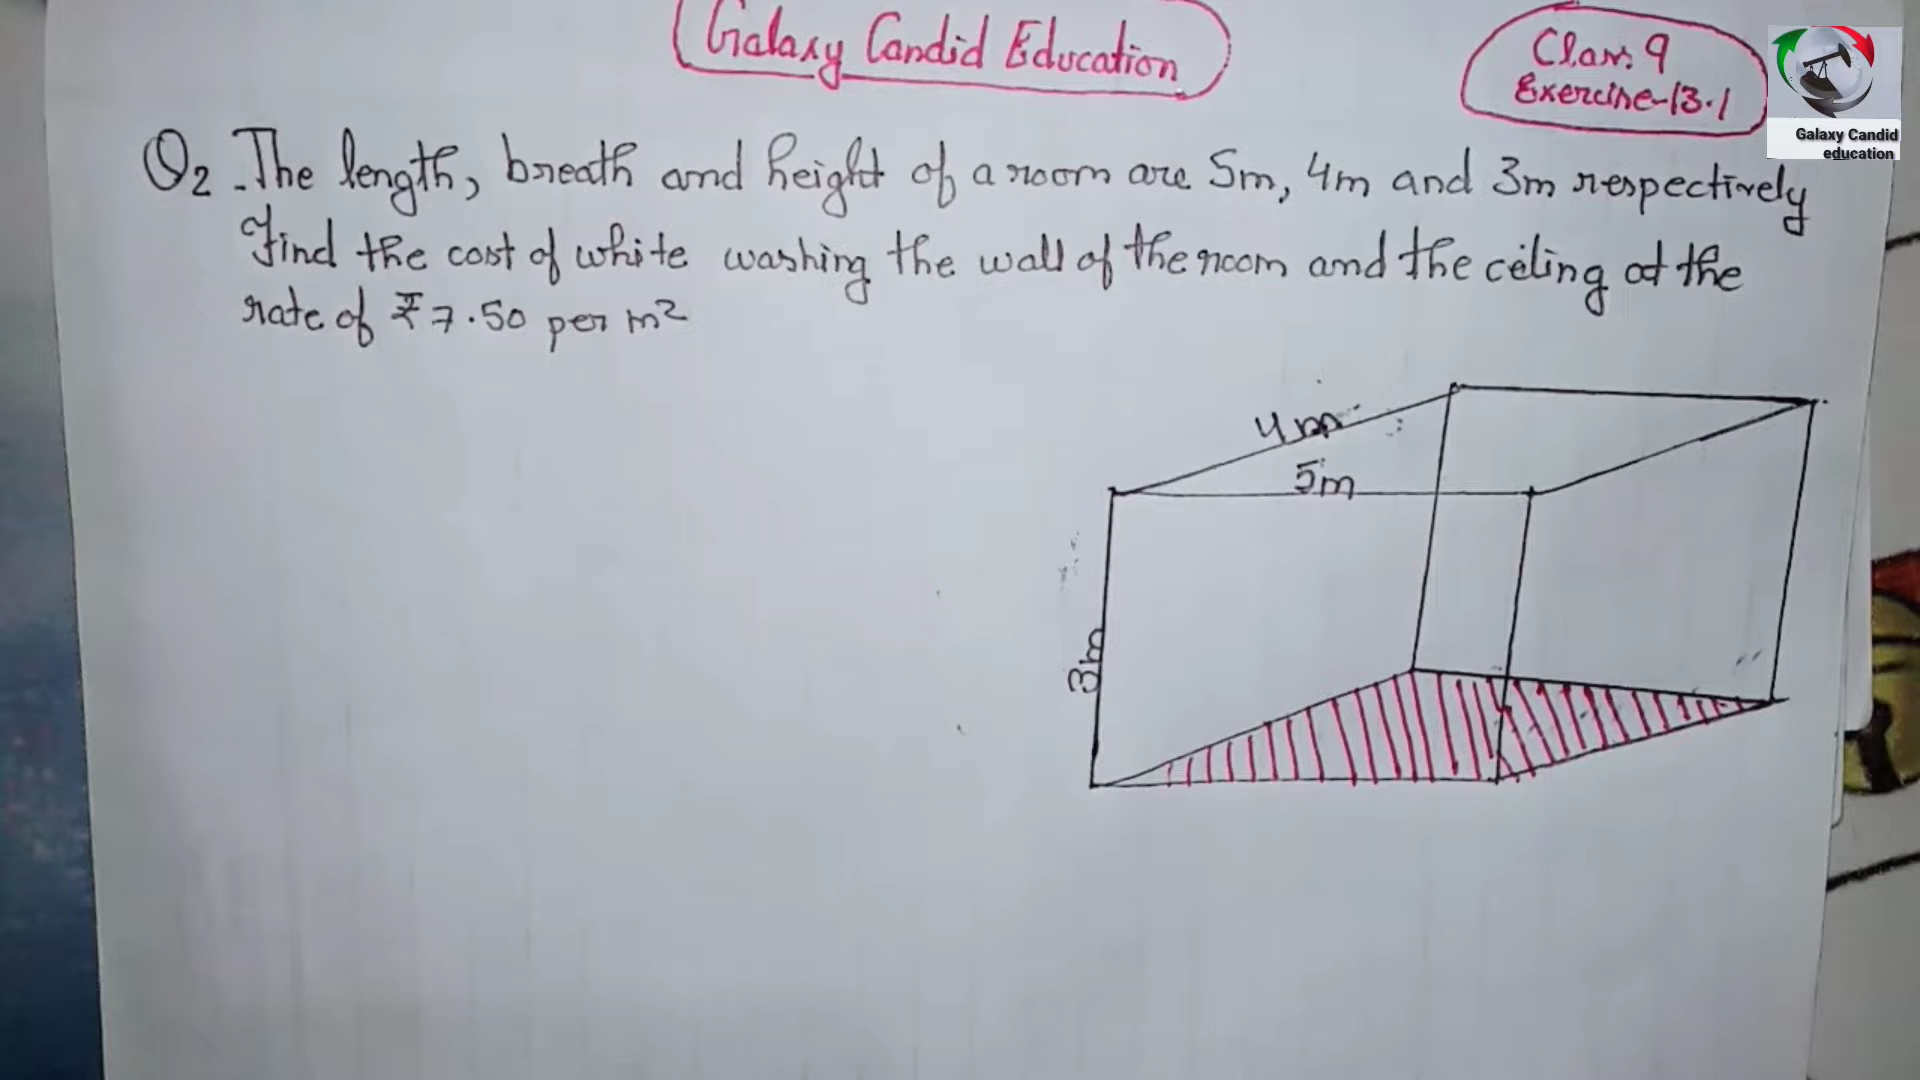 Galaxy Candid Education
Class 9
Exercise-13.1
Galaxy Candid
education
Q2. The length, breath and height of a room are 5m, 4m and 3m respectively
Find the cost of white washing the wall of the room and the céling at the
rate of ₹7.50 per m²
4m
5m
3m